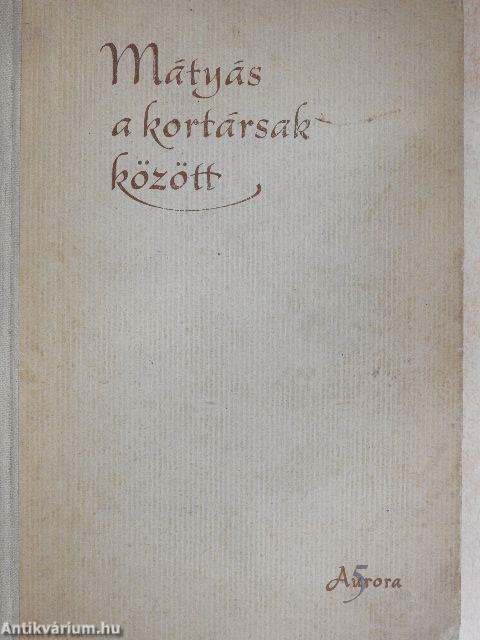 Mátyás
a kortársak
között
Aurora
5
Antikvárium.hu